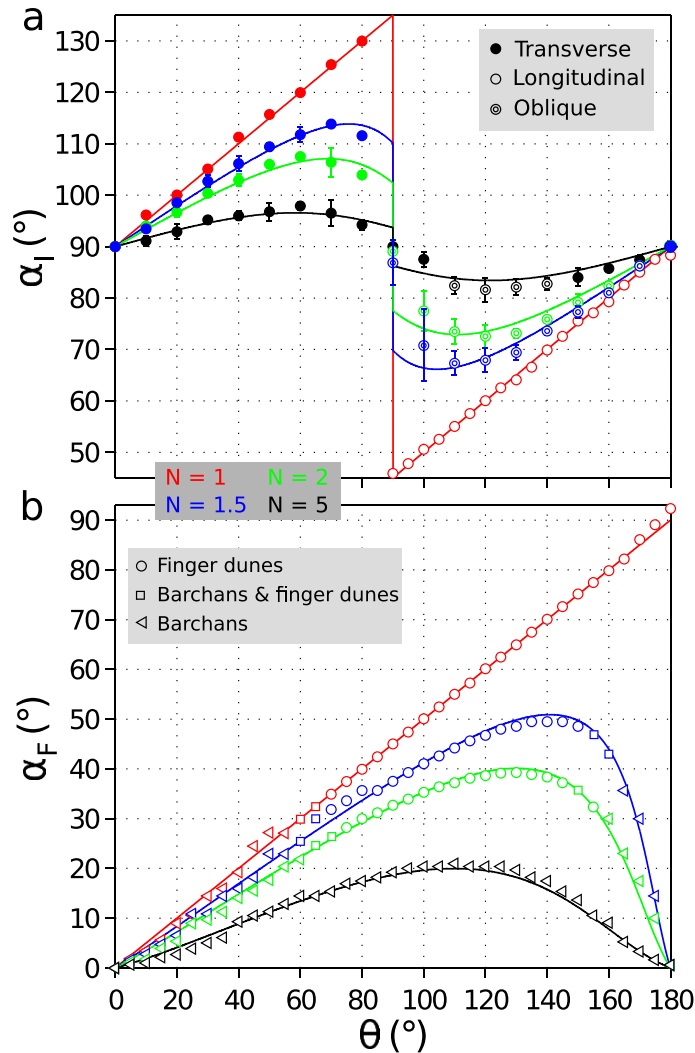 a
130
120
110
100
90
80
70
60
50
α_I (°)
Transverse
Longitudinal
Oblique
N = 1 N = 2
N = 1.5 N = 5
b
90
80
70
60
50
40
30
20
10
0
α_F (°)
Finger dunes
Barchans & finger dunes
Barchans
0 20 40 60 80 100 120 140 160 180
θ (°)